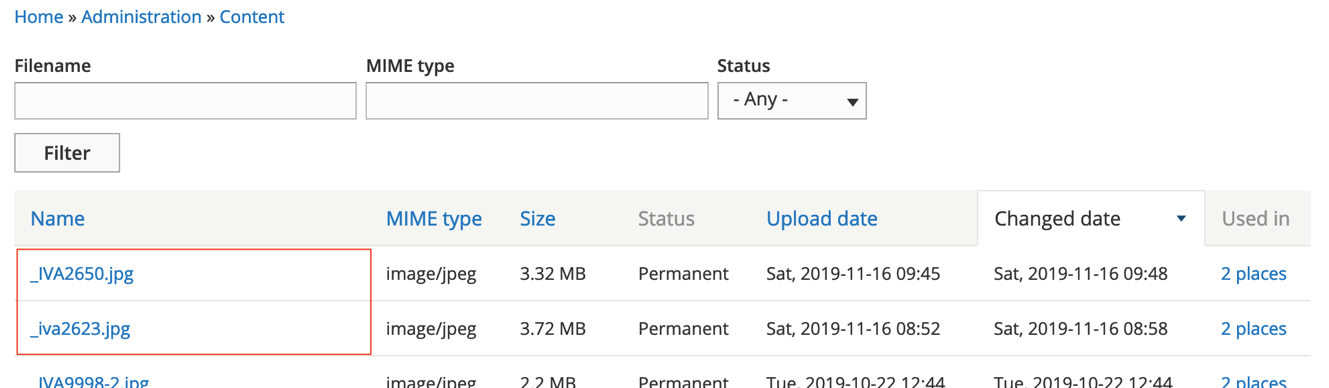 Home » Administration » Content
Filename MIME type Status
- Any -
Filter
Name MIME type Size Status Upload date Changed date Used in
_IVA2650.jpg image/jpeg 3.32 MB Permanent Sat, 2019-11-16 09:45 Sat, 2019-11-16 09:48 2 places
_iva2623.jpg image/jpeg 3.72 MB Permanent Sat, 2019-11-16 08:52 Sat, 2019-11-16 08:58 2 places
_IVA9998-2.jpg image/jpeg 2.2 MB Permanent Tue, 2019-10-22 12:44 Tue, 2019-10-22 12:44 2 places